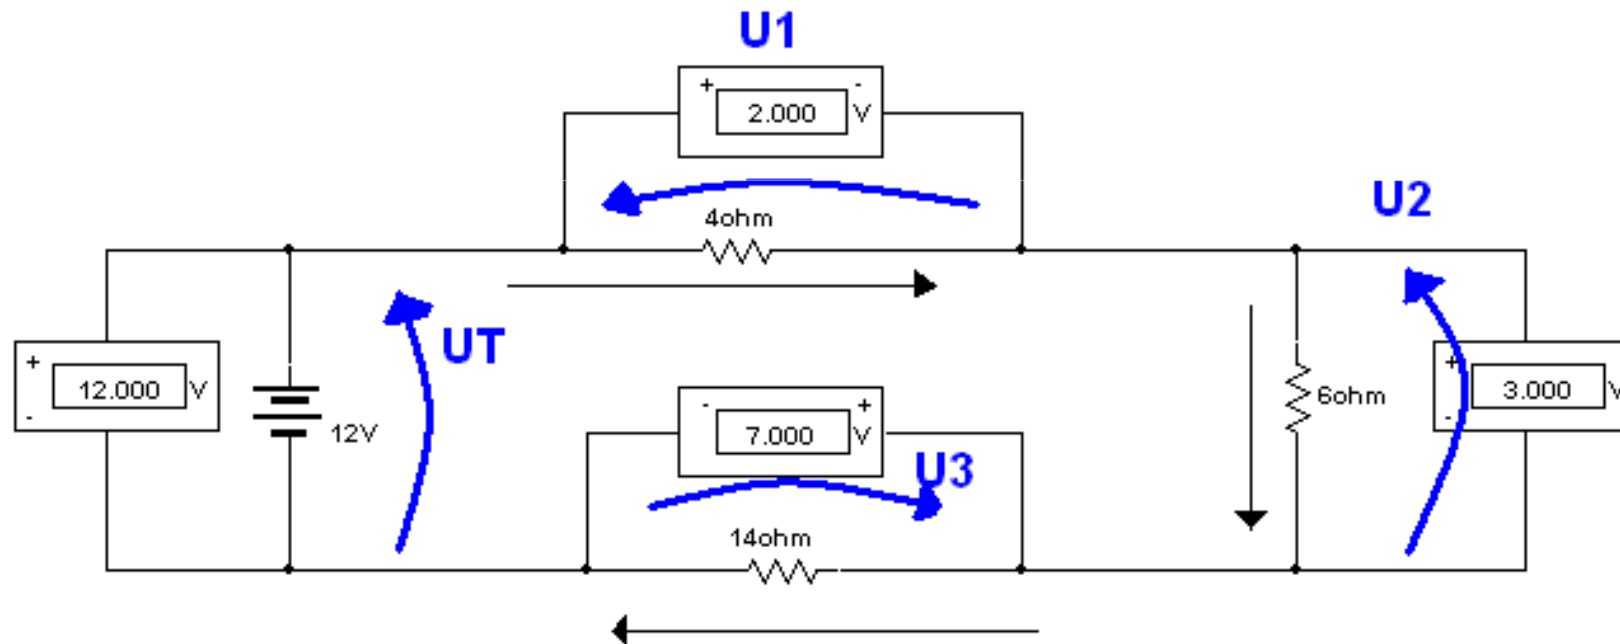 U1
+ -
2.000 V
U2
4ohm
UT
+
12.000 V
-
12V
- +
7.000 V
U3
6ohm
+
3.000 V
-
14ohm